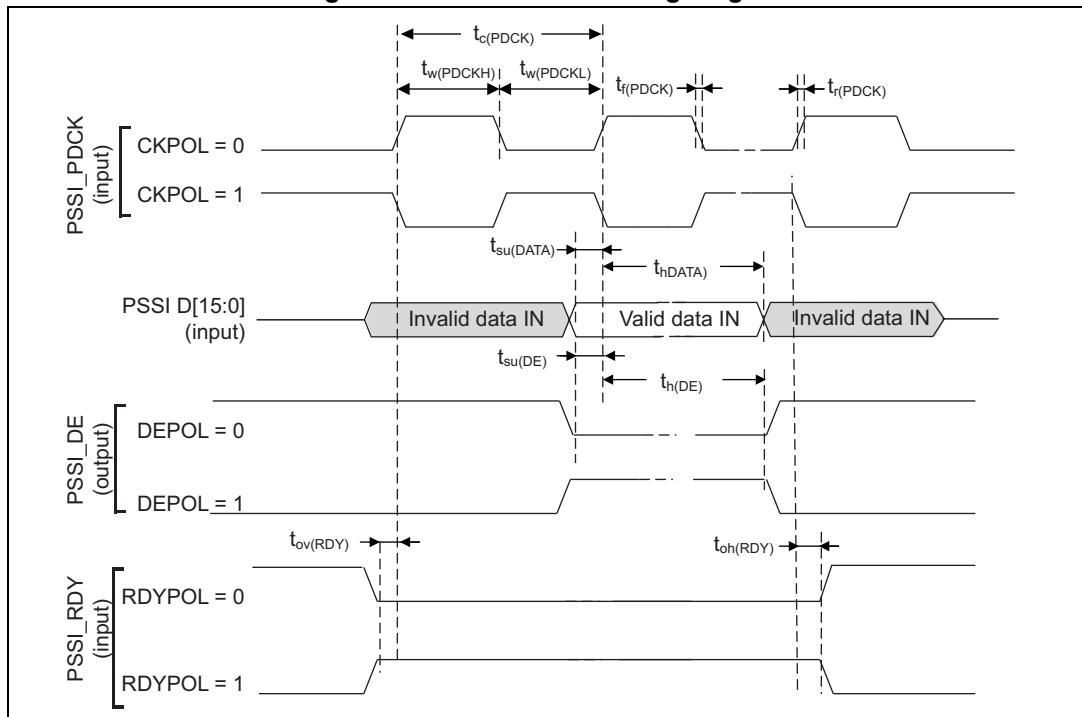 tc(PDCK)
tw(PDCKH) tw(PDCKL) tf(PDCK) tr(PDCK)
PSSI_PDCK
(input)
CKPOL = 0
CKPOL = 1
tsu(DATA)
thDATA)
PSSI D[15:0]
(input)
Invalid data IN Valid data IN Invalid data IN
tsu(DE)
th(DE)
PSSI_DE
(output)
DEPOL = 0
DEPOL = 1
tov(RDY) toh(RDY)
PSSI_RDY
(input)
RDYPOL = 0
RDYPOL = 1